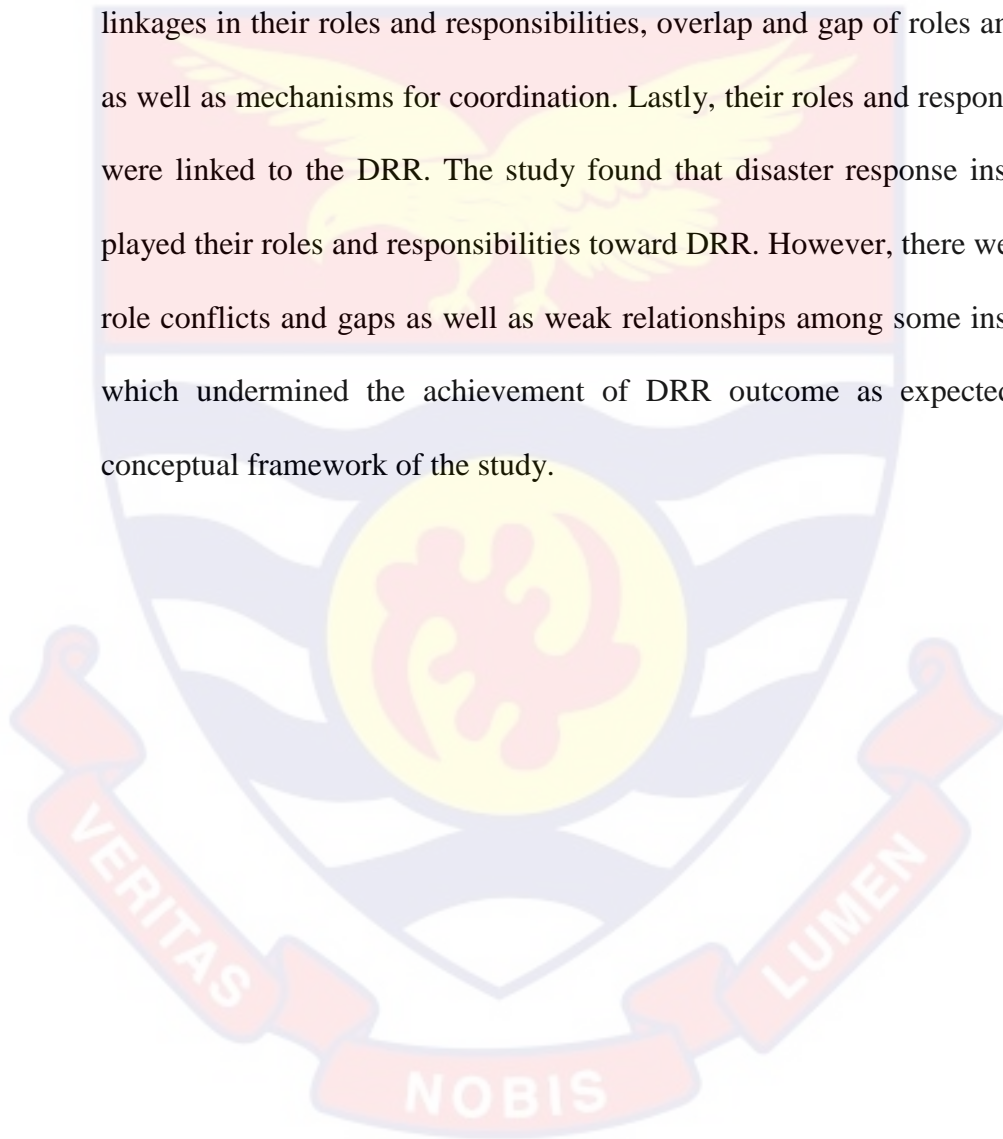 linkages in their roles and responsibilities, overlap and gap of roles
as well as mechanisms for coordination. Lastly, their roles and
were linked to the DRR. The study found that disaster response
played their roles and responsibilities toward DRR. However, there
role conflicts and gaps as well as weak relationships among some
which undermined the achievement of DRR outcome as expected
conceptual framework of the study.
VERITAS
NOBIS
LUMEN